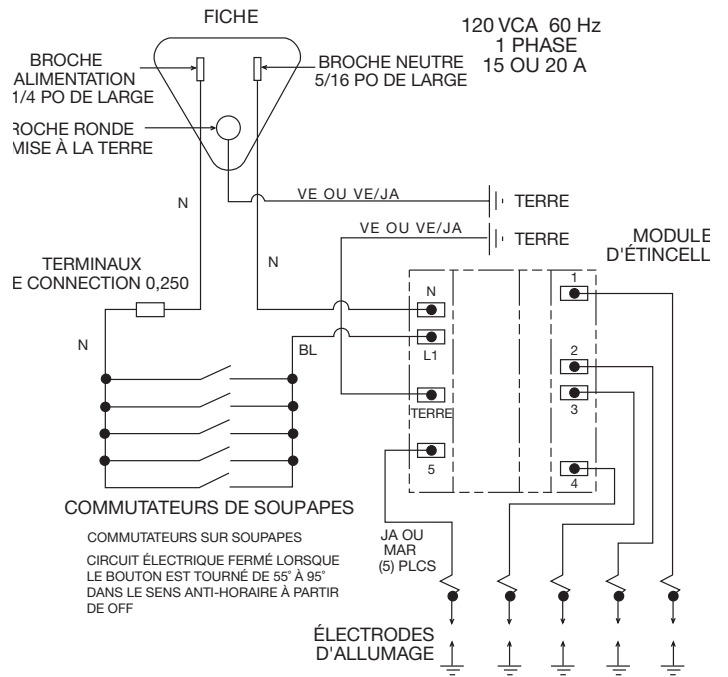 FICHE
120 VCA 60 Hz
1 PHASE
15 OU 20 A
BROCHE
ALIMENTATION
1/4 PO DE LARGE
BROCHE NEUTRE
5/16 PO DE LARGE
ROCHE RONDE
MISE À LA TERRE
VE OU VE/JA
TERRE
N
VE OU VE/JA
TERRE
MODULE
D'ÉTINCELL
TERMINAUX
E CONNECTION 0,250
N
N
1
N
BL
L1
2
3
TERRE
5
4
COMMUTATEURS DE SOUPAPES
COMMUTATEURS SUR SOUPAPES
CIRCUIT ÉLECTRIQUE FERMÉ LORSQUE
LE BOUTON EST TOURNÉ DE 55° À 95°
DANS LE SENS ANTI-HORAIRE À PARTIR
DE OFF
JA OU
MAR
(5) PLCS
ÉLECTRODES
D'ALLUMAGE